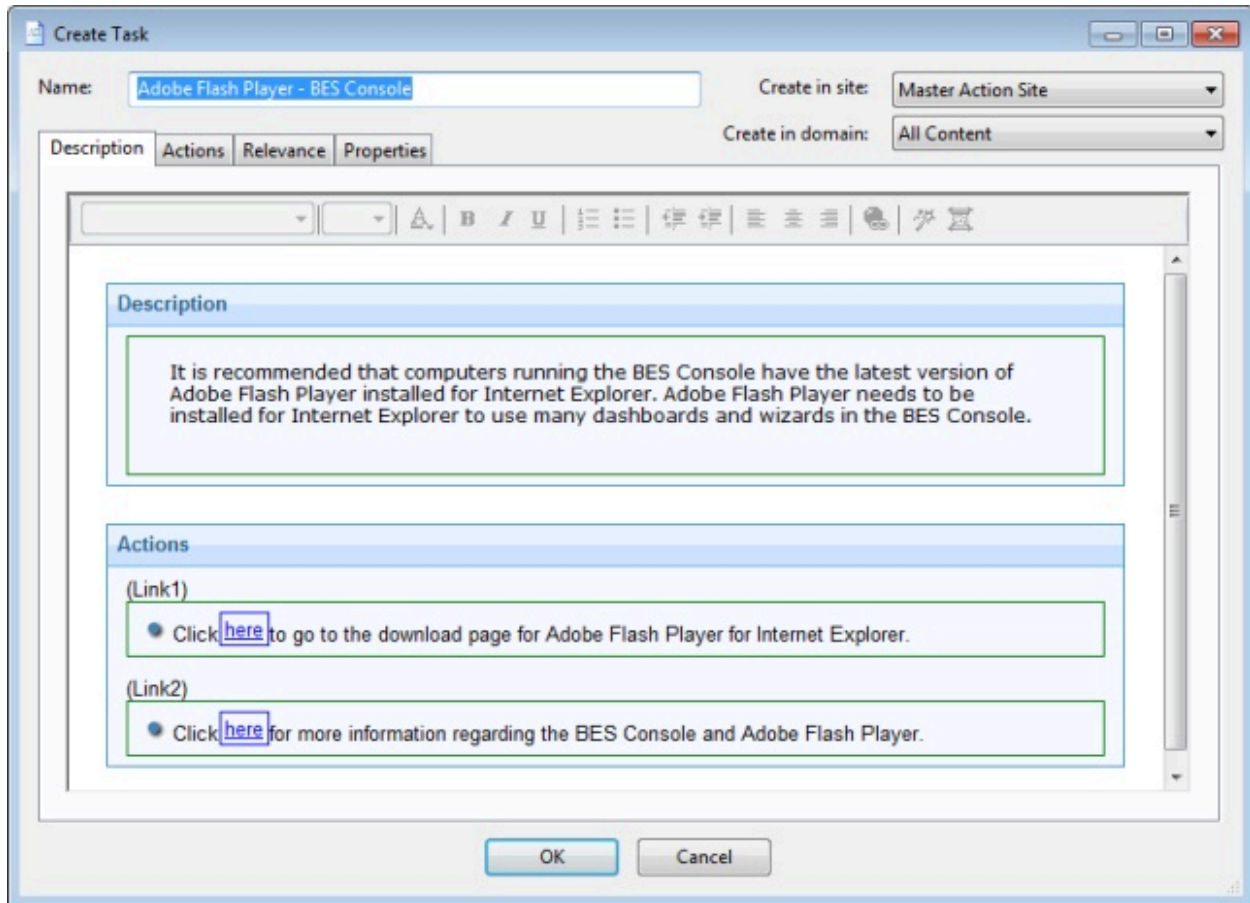 Create Task
Name: Adobe Flash Player - BES Console
Create in site: Master Action Site
Create in domain: All Content
Description Actions Relevance Properties
A B I U
Description
It is recommended that computers running the BES Console have the latest version of
Adobe Flash Player installed for Internet Explorer. Adobe Flash Player needs to be
installed for Internet Explorer to use many dashboards and wizards in the BES Console.
Actions
(Link1)
Click here to go to the download page for Adobe Flash Player for Internet Explorer.
(Link2)
Click here for more information regarding the BES Console and Adobe Flash Player.
OK Cancel